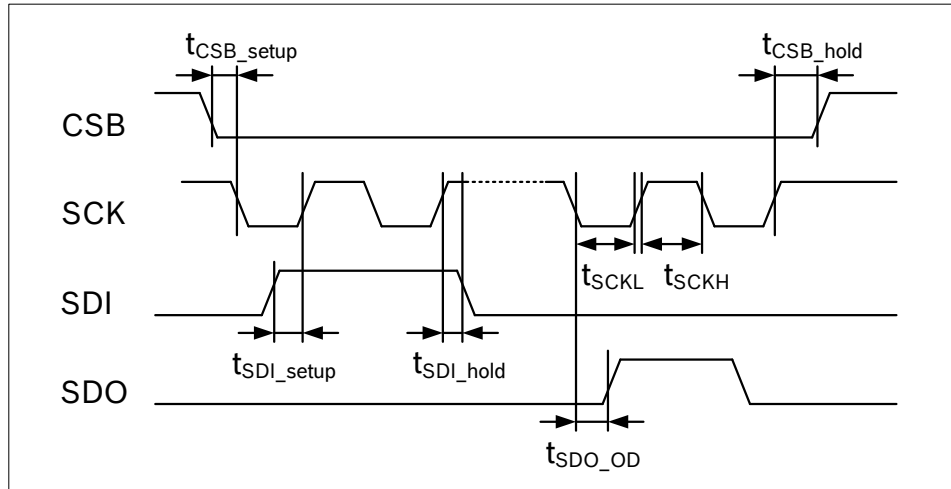 tCSB_setup
tCSB_hold
CSB
SCK
tSCKL
tSCKH
SDI
tSDI_setup
tSDI_hold
SDO
tSDO_OD